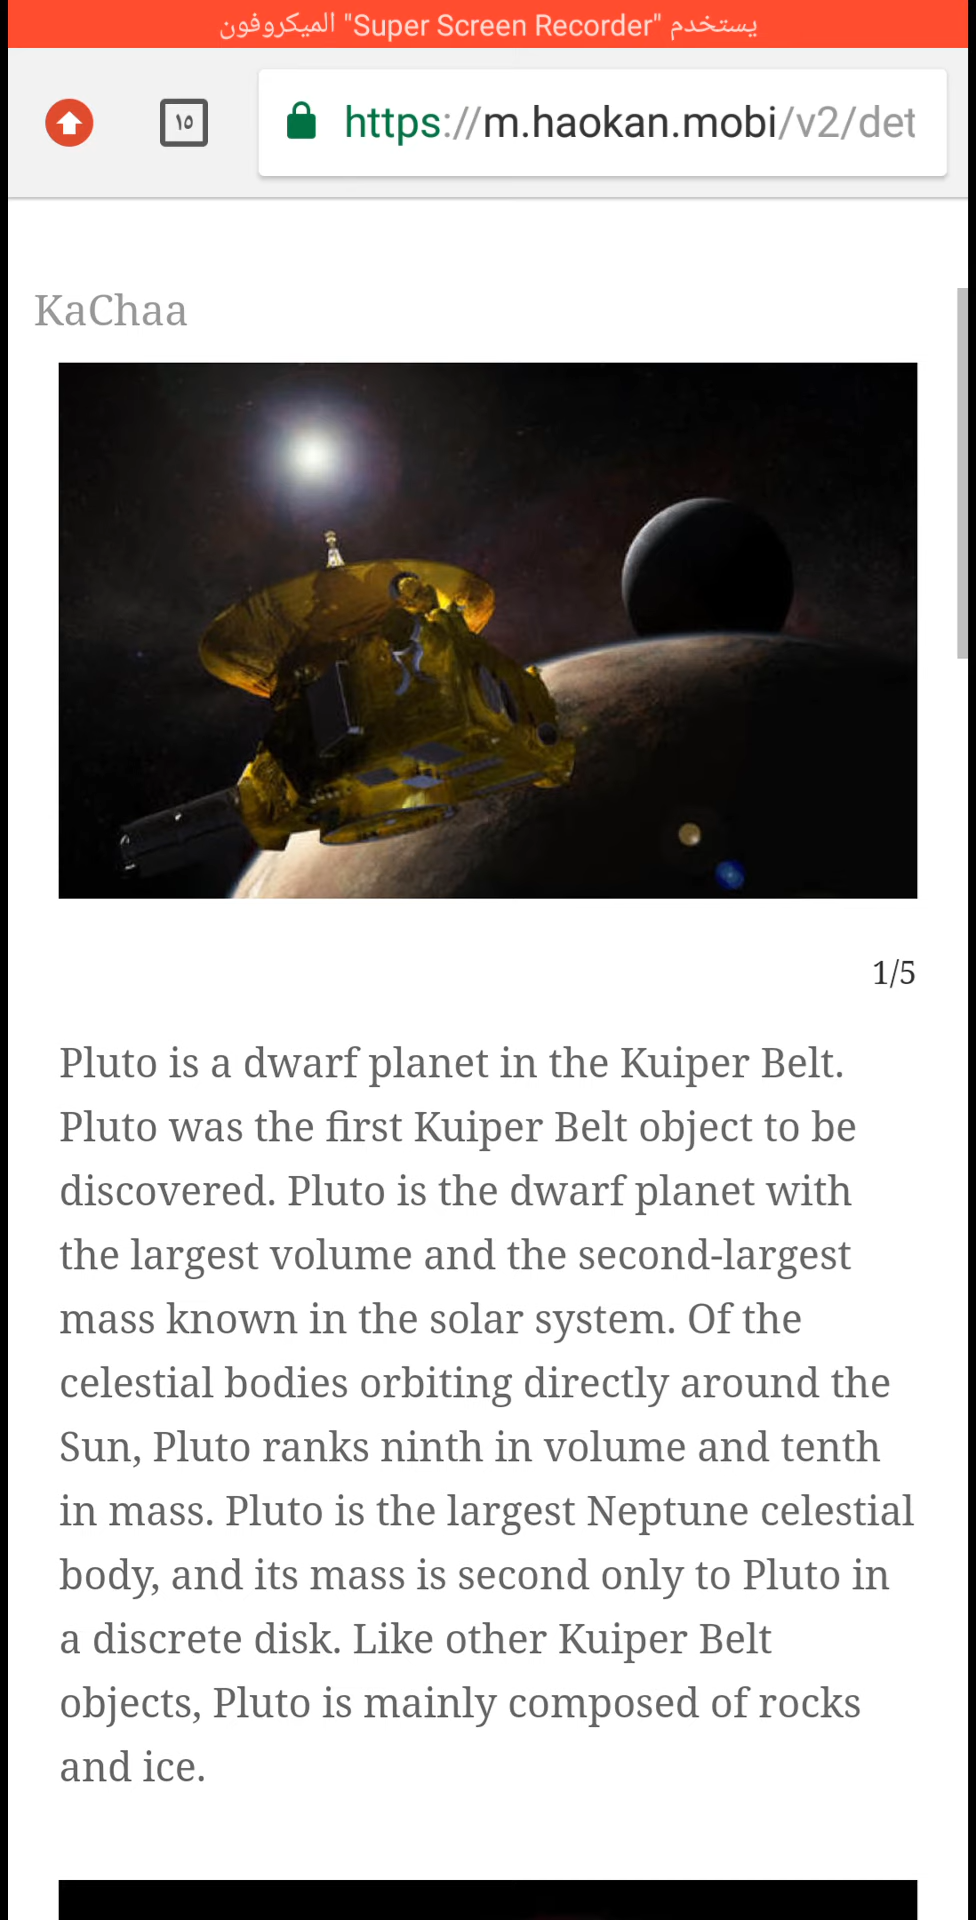 يستخدم "Super Screen Recorder" الميكروفون
١٥
https://m.haokan.mobi/v2/det
KaChaa
1/5
Pluto is a dwarf planet in the Kuiper Belt.
Pluto was the first Kuiper Belt object to be
discovered. Pluto is the dwarf planet with
the largest volume and the second-largest
mass known in the solar system. Of the
celestial bodies orbiting directly around the
Sun, Pluto ranks ninth in volume and tenth
in mass. Pluto is the largest Neptune celestial
body, and its mass is second only to Pluto in
a discrete disk. Like other Kuiper Belt
objects, Pluto is mainly composed of rocks
and ice.